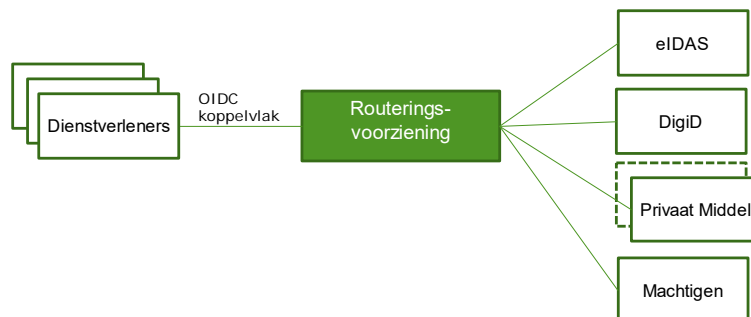 Dienstverleners
OIDC
koppelvlak
Routerings-
voorziening
eIDAS
DigiD
Privaat Middel
Machtigen